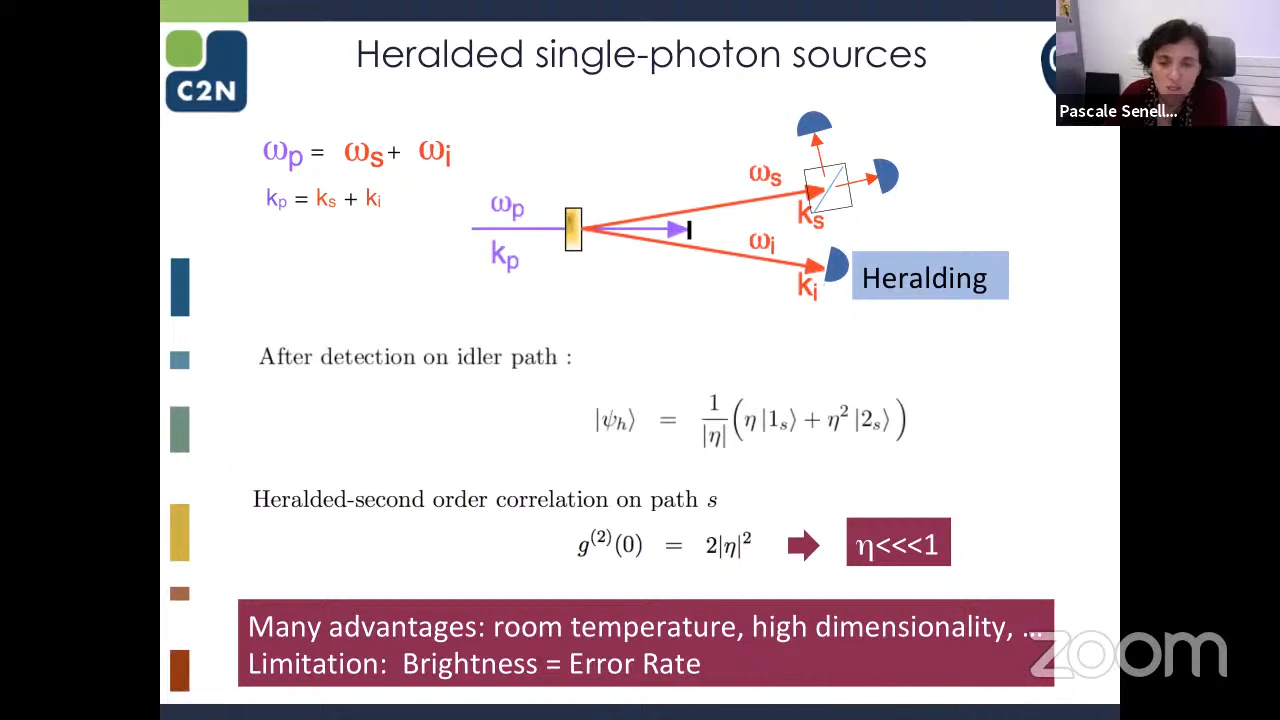 Heralded single-photon sources
C2N
Pascale Senell...
ωp = ωs + ωi
kp = ks + ki
ωp
kp
ωs
ks
ωi
ki
Heralding
After detection on idler path :
|ψh⟩ = 1/|η| (η |1s⟩ + η² |2s⟩)
Heralded-second order correlation on path s
g(2)(0) = 2|η|²
η<<<1
Many advantages: room temperature, high dimensionality, ...
Limitation: Brightness = Error Rate
zoom